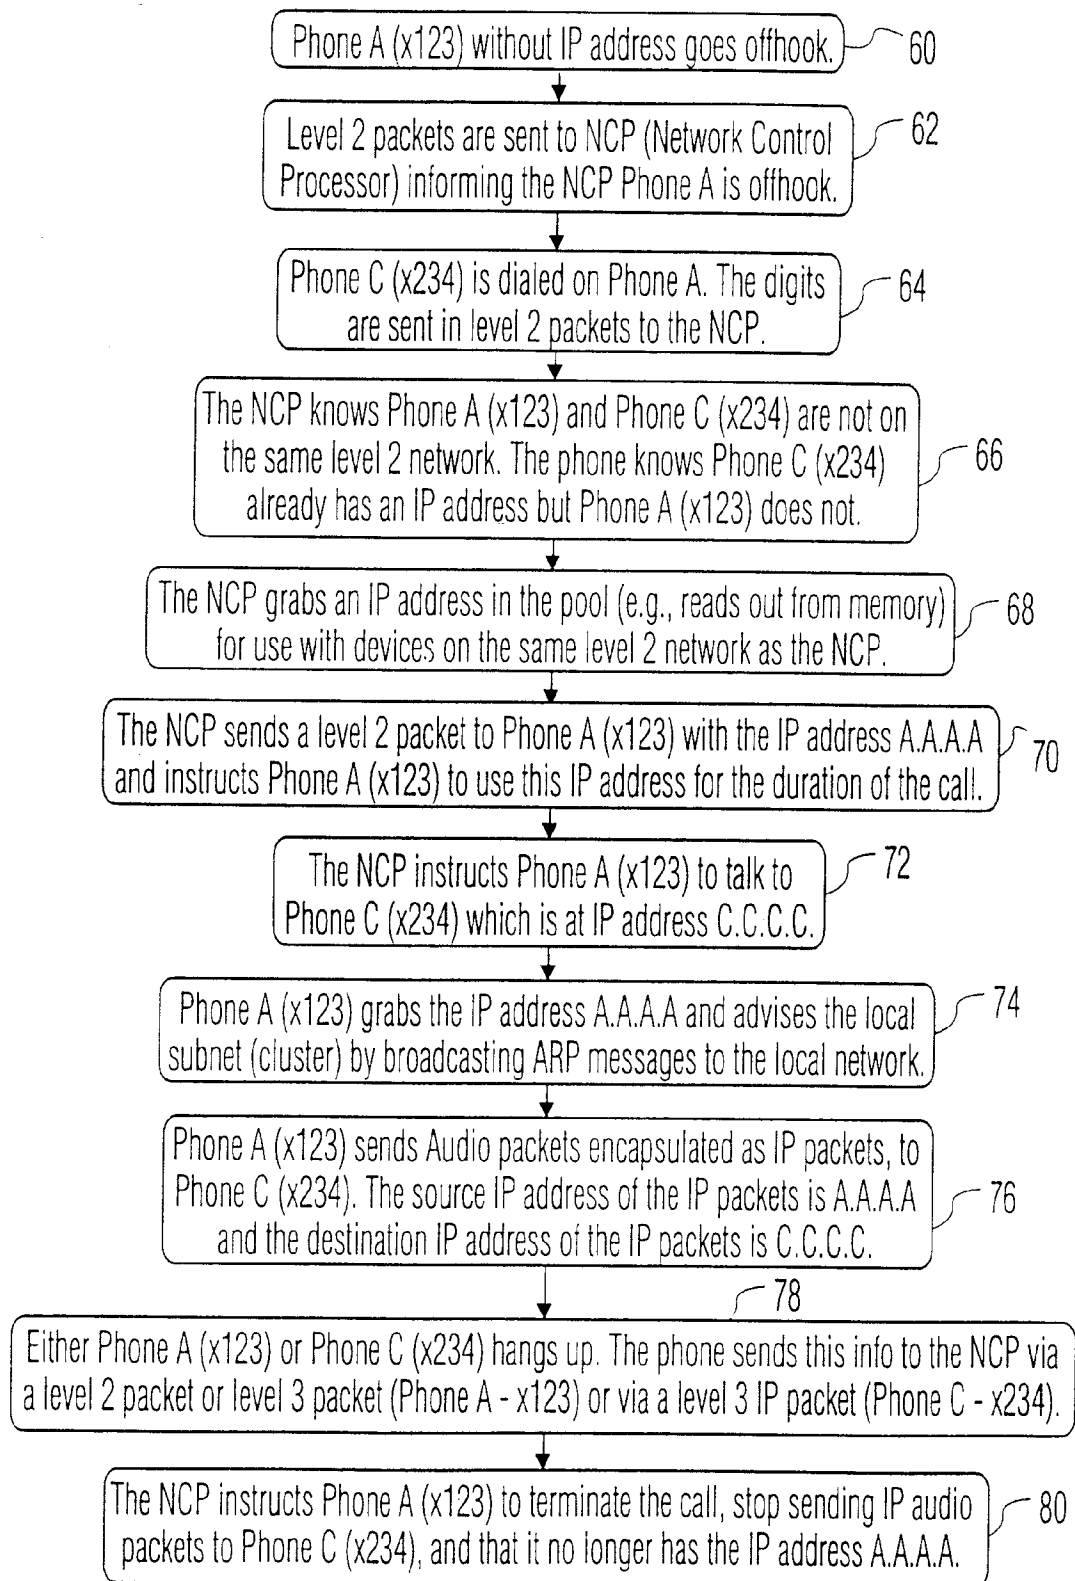 Phone A (x123) without IP address goes offhook.
60
Level 2 packets are sent to NCP (Network Control
Processor) informing the NCP Phone A is offhook.
62
Phone C (x234) is dialed on Phone A. The digits
are sent in level 2 packets to the NCP.
64
The NCP knows Phone A (x123) and Phone C (x234) are not on
the same level 2 network. The phone knows Phone C (x234)
already has an IP address but Phone A (x123) does not.
66
The NCP grabs an IP address in the pool (e.g., reads out from memory)
for use with devices on the same level 2 network as the NCP.
68
The NCP sends a level 2 packet to Phone A (x123) with the IP address A.A.A.A
and instructs Phone A (x123) to use this IP address for the duration of the call.
70
The NCP instructs Phone A (x123) to talk to
Phone C (x234) which is at IP address C.C.C.C.
72
Phone A (x123) grabs the IP address A.A.A.A and advises the local
subnet (cluster) by broadcasting ARP messages to the local network.
74
Phone A (x123) sends Audio packets encapsulated as IP packets, to
Phone C (x234). The source IP address of the IP packets is A.A.A.A
and the destination IP address of the IP packets is C.C.C.C.
76
78
Either Phone A (x123) or Phone C (x234) hangs up. The phone sends this info to the NCP via
a level 2 packet or level 3 packet (Phone A - x123) or via a level 3 IP packet (Phone C - x234).
The NCP instructs Phone A (x123) to terminate the call, stop sending IP audio
packets to Phone C (x234), and that it no longer has the IP address A.A.A.A.
80